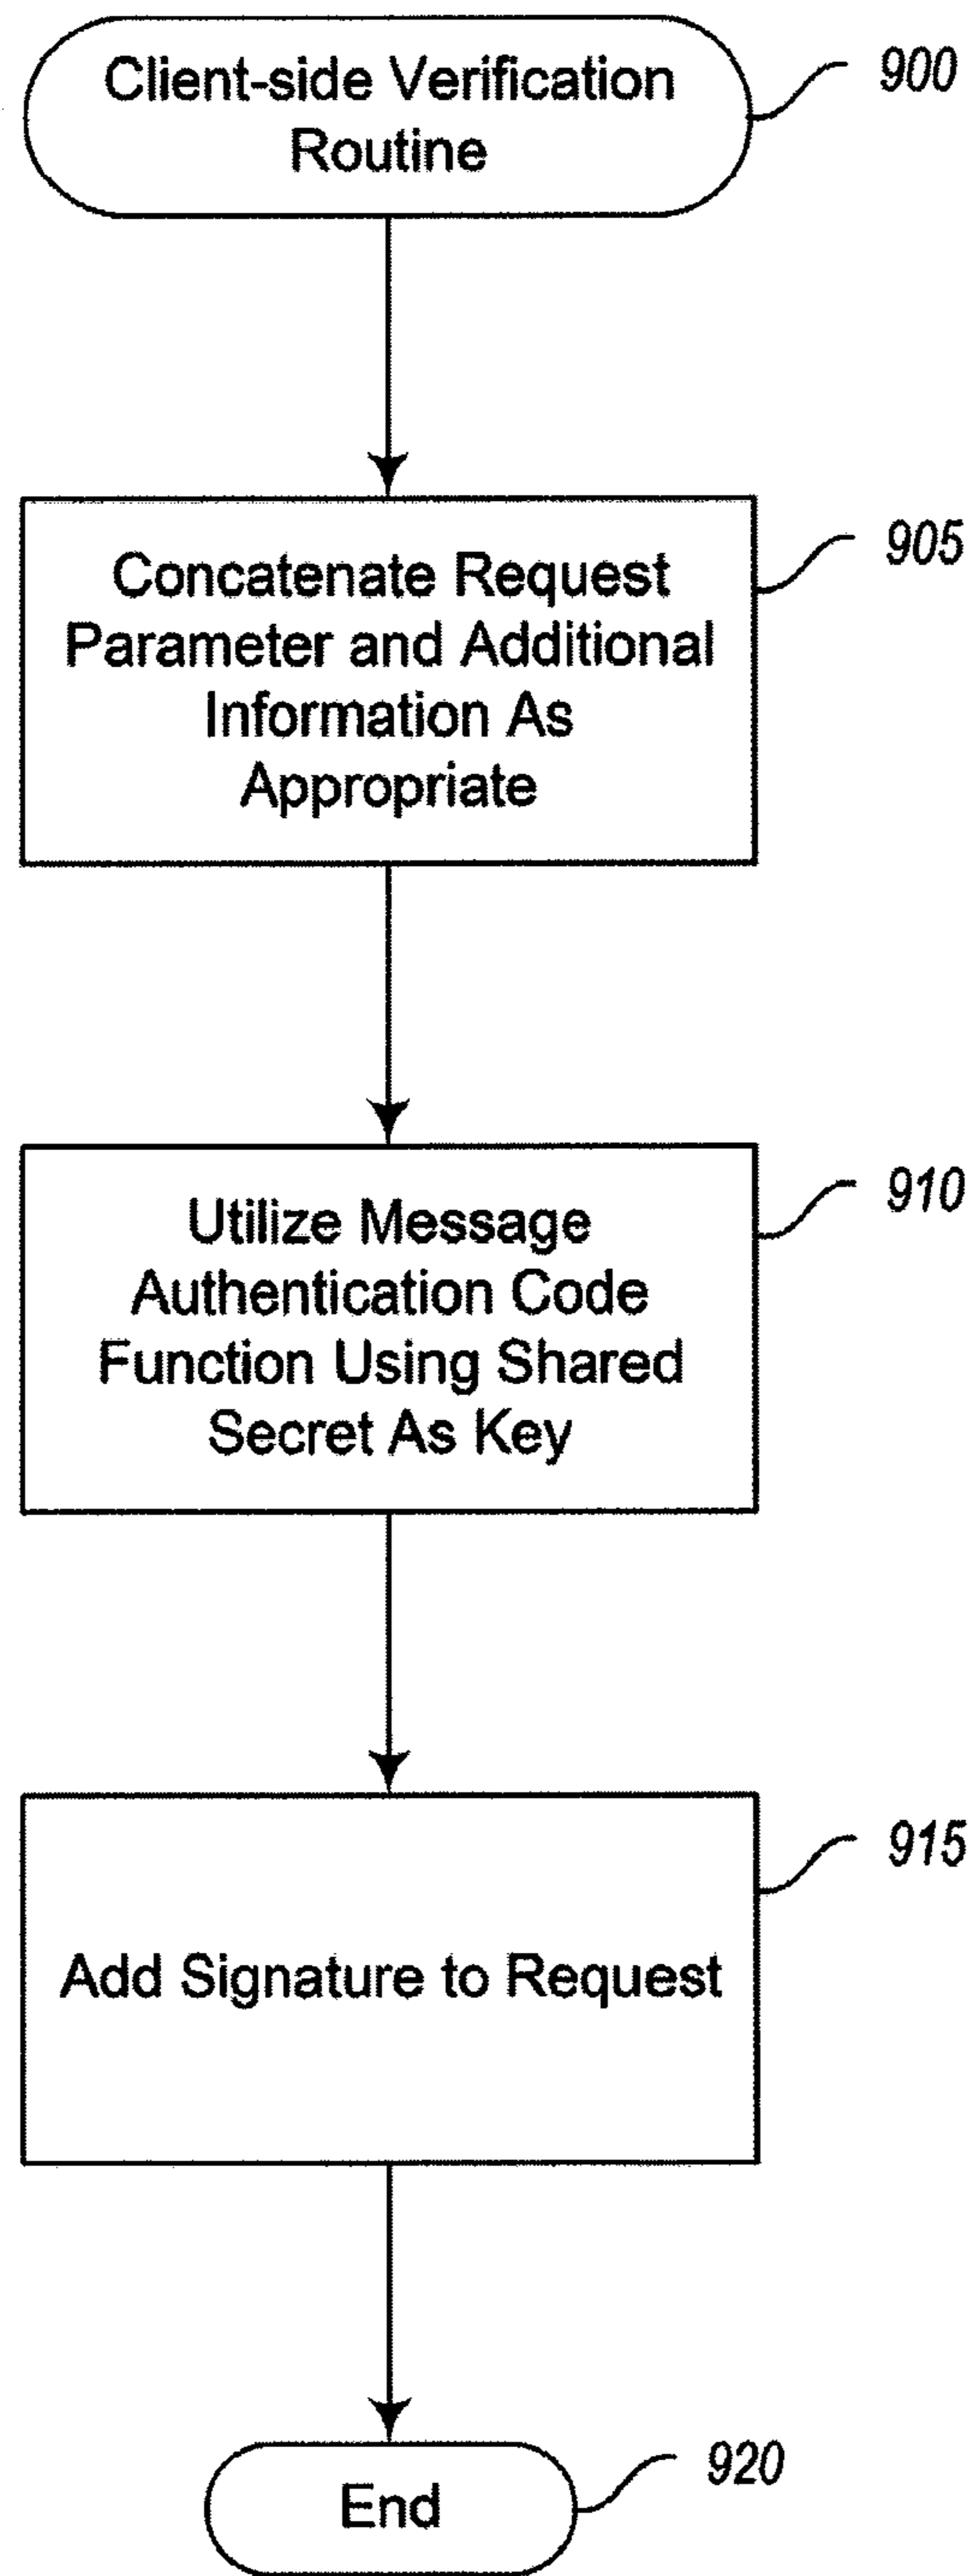 Client-side Verification
Routine
900
Concatenate Request
Parameter and Additional
Information As
Appropriate
905
Utilize Message
Authentication Code
Function Using Shared
Secret As Key
910
Add Signature to Request
915
End
920